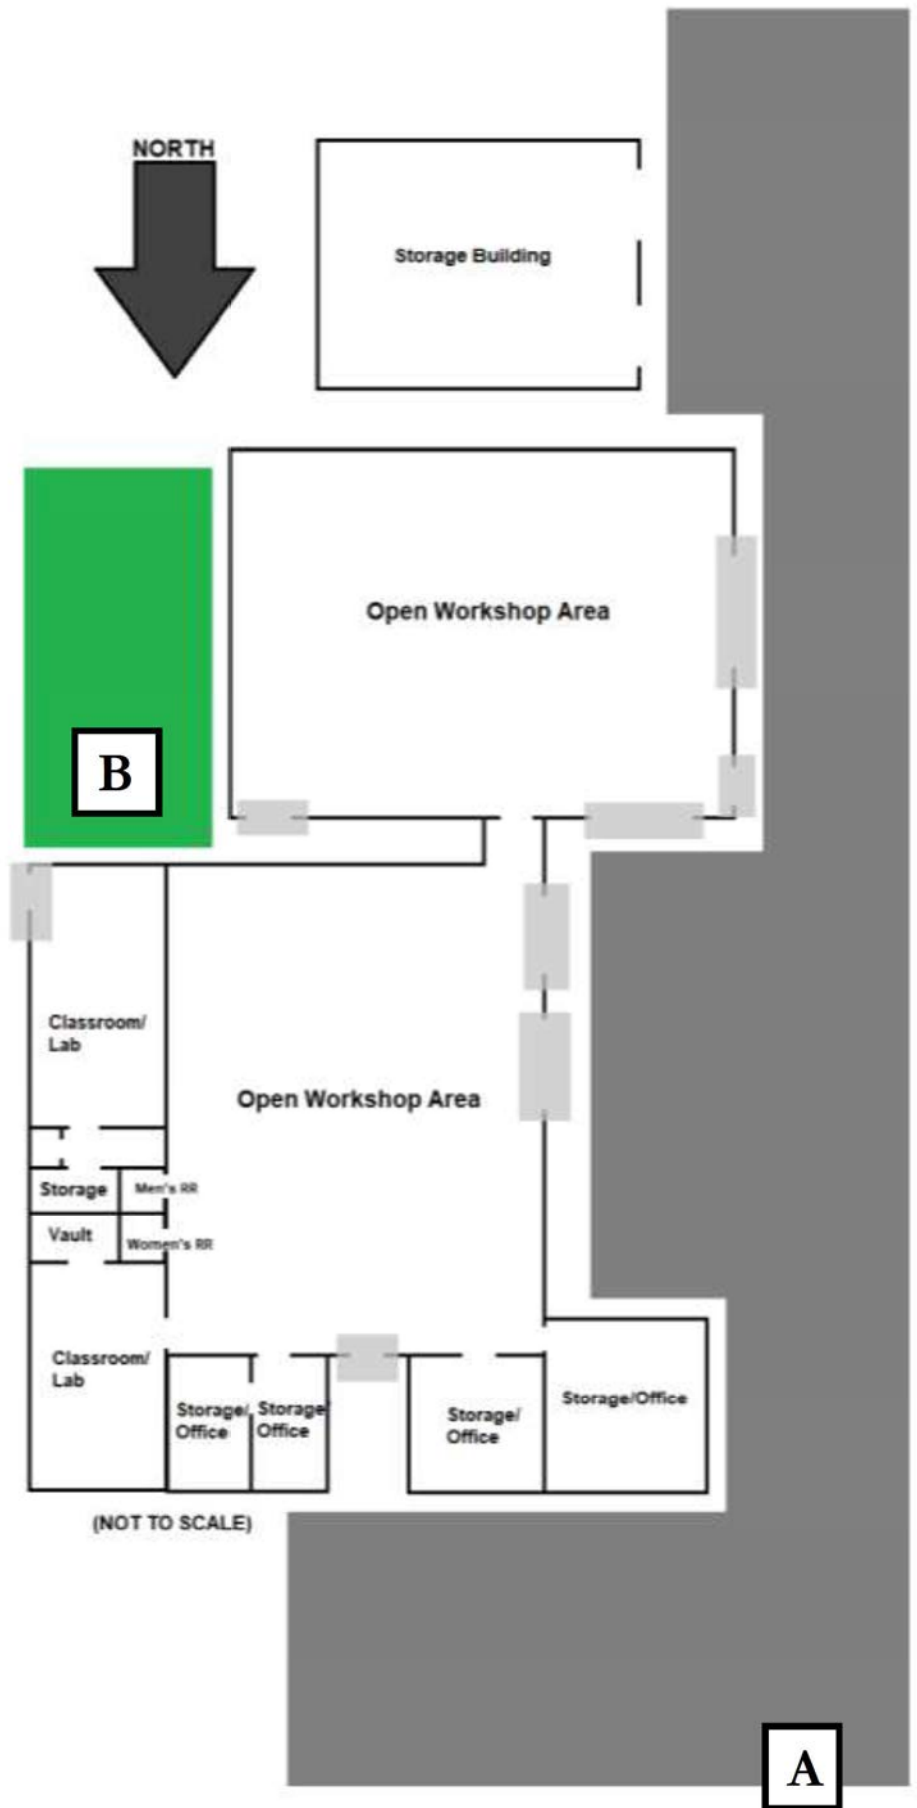 NORTH
Storage Building
Open Workshop Area
B
Classroom/
Lab
Open Workshop Area
Storage
Men's RR
Vault
Women's RR
Classroom/
Lab
Storage/
Office
Storage/
Office
Storage/
Office
Storage/Office
(NOT TO SCALE)
A